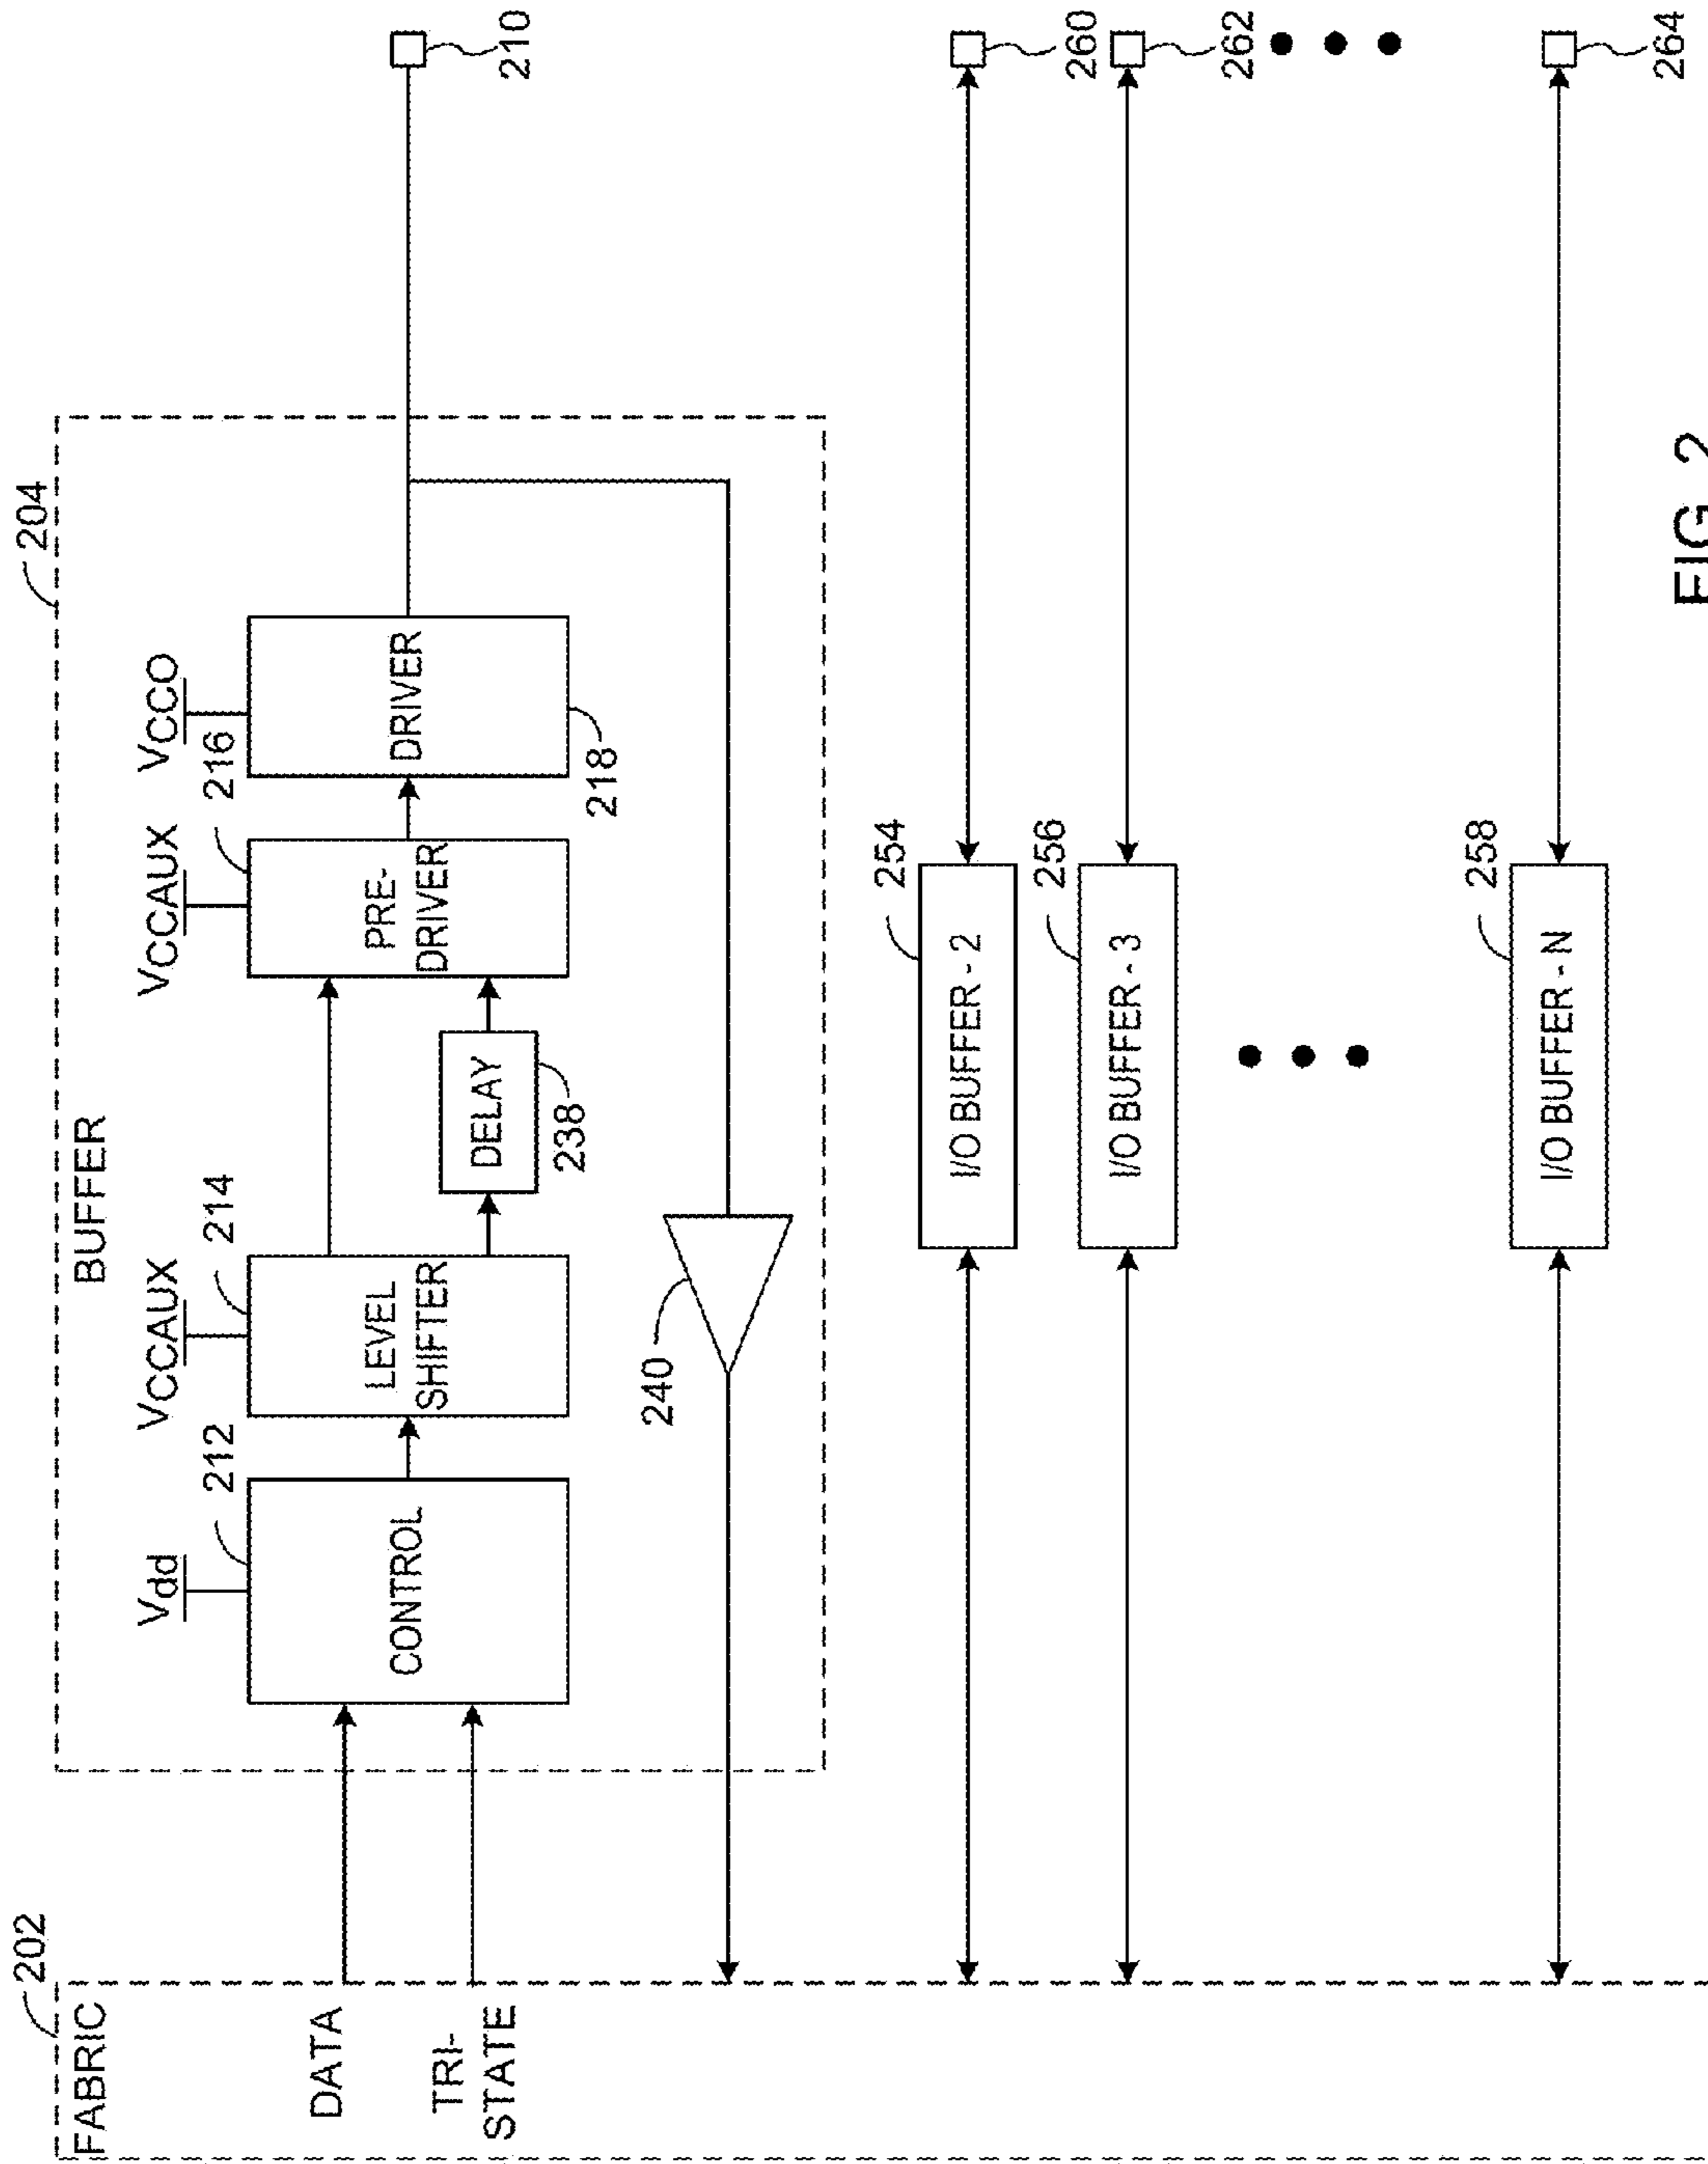 202
FABRIC
DATA
TRI-
STATE
204
BUFFER
Vdd
212
CONTROL
VCCAUX
214
LEVEL
SHIFTER
DELAY
238
VCCAUX
216
PRE-
DRIVER
VCCO
DRIVER
218
210
240
254
I/O BUFFER - 2
260
256
I/O BUFFER - 3
262
258
I/O BUFFER - N
264
FIG. 2